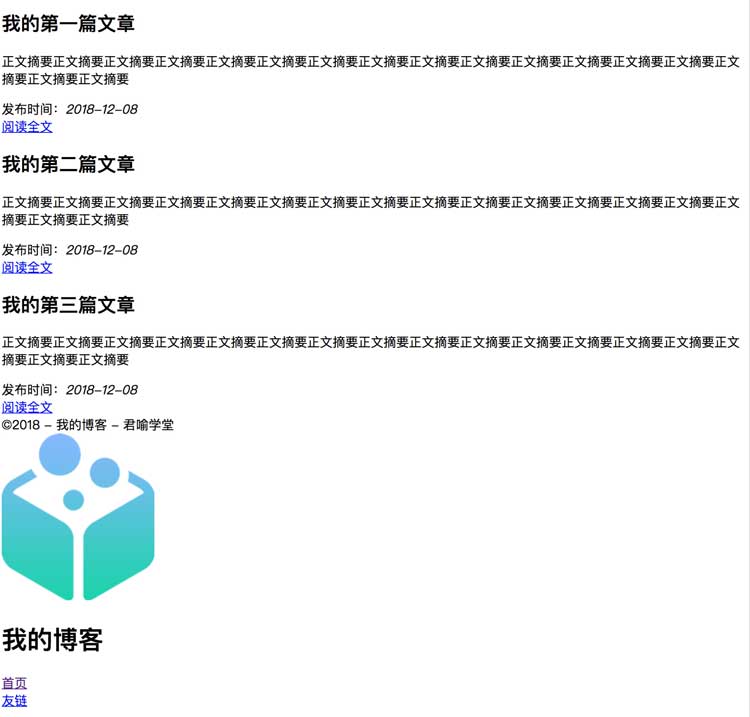 我的第一篇文章
正文摘要正文摘要正文摘要正文摘要正文摘要正文摘要正文摘要正文摘要正文摘要正文摘要正文摘要正文摘要正文摘要正文摘要正文
摘要正文摘要正文摘要
发布时间：2018-12-08
阅读全文
我的第二篇文章
正文摘要正文摘要正文摘要正文摘要正文摘要正文摘要正文摘要正文摘要正文摘要正文摘要正文摘要正文摘要正文摘要正文摘要正文
摘要正文摘要正文摘要
发布时间：2018-12-08
阅读全文
我的第三篇文章
正文摘要正文摘要正文摘要正文摘要正文摘要正文摘要正文摘要正文摘要正文摘要正文摘要正文摘要正文摘要正文摘要正文摘要正文
摘要正文摘要正文摘要
发布时间：2018-12-08
阅读全文
©2018 - 我的博客 - 君喻学堂
我的博客
首页
友链